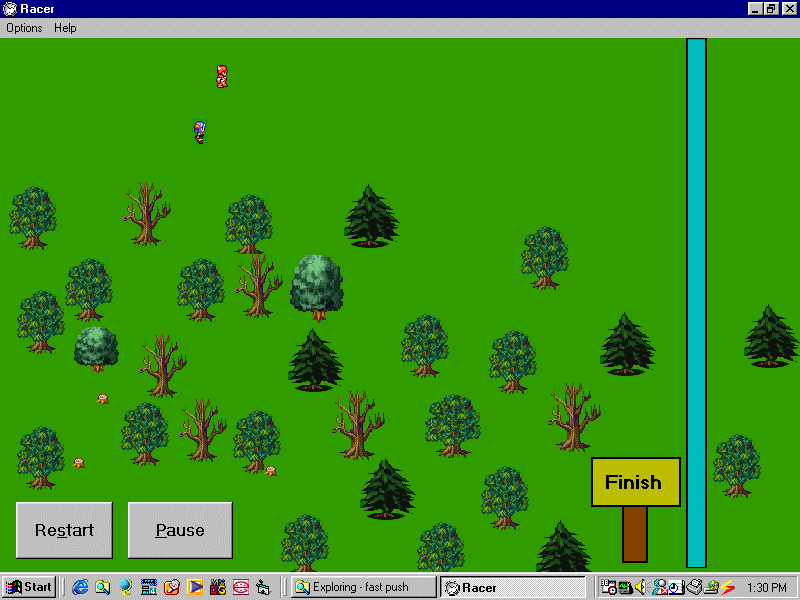 Racer
Options Help
Finish
Restart Pause
Start Exploring - fast push Racer 1:30 PM